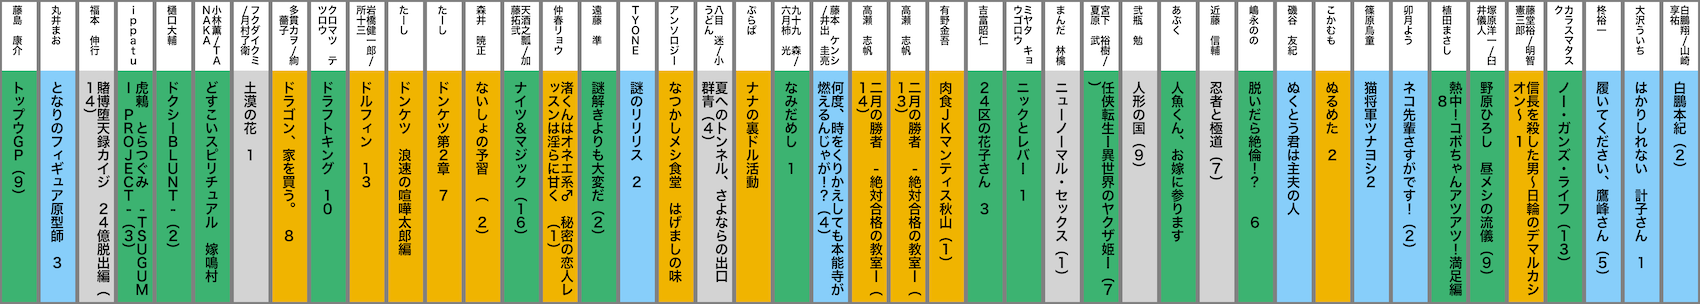 白鵬翔/山崎
享祐
白鵬本紀（２）
大沢ういち
はかりしれない　計子さん　１
柊裕一
履いてください、鷹峰さん（５）
カラスマタス
ク
ノー・ガンズ・ライフ（１３）
藤堂裕/明智
憲三郎
信長を殺した男～日輪のデマルカシ
オン～　１
塚原洋一/臼
井儀人
野原ひろし　昼メシの流儀（９）
植田まさし
熱中！コボちゃんアツアツ！満足編
８
卯月よう
ネコ先輩さすがです！（２）
篠原烏童
猫将軍ツナヨシ２
こかむも
ぬるめた　２
磯谷　友紀
ぬくとう君は主夫の人
嶋永のの
脱いだら絶倫！？　６
近藤　信輔
忍者と極道（７）
あぶく
人魚くん、お嫁に参ります
弐瓶　勉
人形の国（９）
宮下　裕樹/
夏原　武
任侠転生ー異世界のヤクザ姫ー（７
）
まんだ　林檎
ニューノーマル・セックス（１）
ミヤタ　キョ
ウゴロウ
ニックとレバー　１
吉富昭仁
２４区の花子さん　３
有野金吾
肉食ＪＫマンティス秋山（１）
高瀬　志帆
二月の勝者　-絶対合格の教室ー（
１３）
高瀬　志帆
二月の勝者　-絶対合格の教室ー（
１４）
藤本　ケンシ
/井出　圭亮
何度、時をくりかえしても本能寺が
燃えるんじゃが！？（４）
九十九　森/
六月柿　光
なみだめし　１
ぶらぱ
ナナの裏ドル活動
八目　迷/小
うどん
夏へのトンネル、さよならの出口
群青（４）
アンソロジー
なつかしメシ食堂　はげましの味
ＴＹＯＮＥ
謎のリリリス　２
遠藤　準
謎解きよりも大変だ（２）
仲春リョウ
渚くんはオネエ系♂　秘密の恋人レ
ッスンは淫らに甘く　（１）
天酒之瓢/加
藤拓弐
ナイツ＆マジック（１６）
森井　暁正
ないしょの予習　（　２）
たーし
ドンケツ第２章　７
たーし
ドンケツ　浪速の喧嘩太郎編
岩橋健一郎/
所十三
ドルフィン　１３
クロマツ　テ
ツロウ
ドラフトキング　１０
多貫カヲ/絢
薔子
ドラゴン、家を買う。　８
フクダイクミ
/月村了衛
土漠の花　１
小林薫/ＴＡ
ＮＡＫＡ
どすこいスピリチュアル　嫁鳴村
樋口大輔
ドクシーＢＬＵＮＴ-（２）
ｉｐｐａｔｕ
虎鶫　とらつぐみ　-ＴＳＵＧＵＭ
Ｉ　ＰＲＯＪＥＣＴ-（３）
福本　伸行
賭博堕天録カイジ　２４億脱出編（
１４）
丸井まお
となりのフィギュア原型師　３
藤島　康介
トップウＧＰ（９）